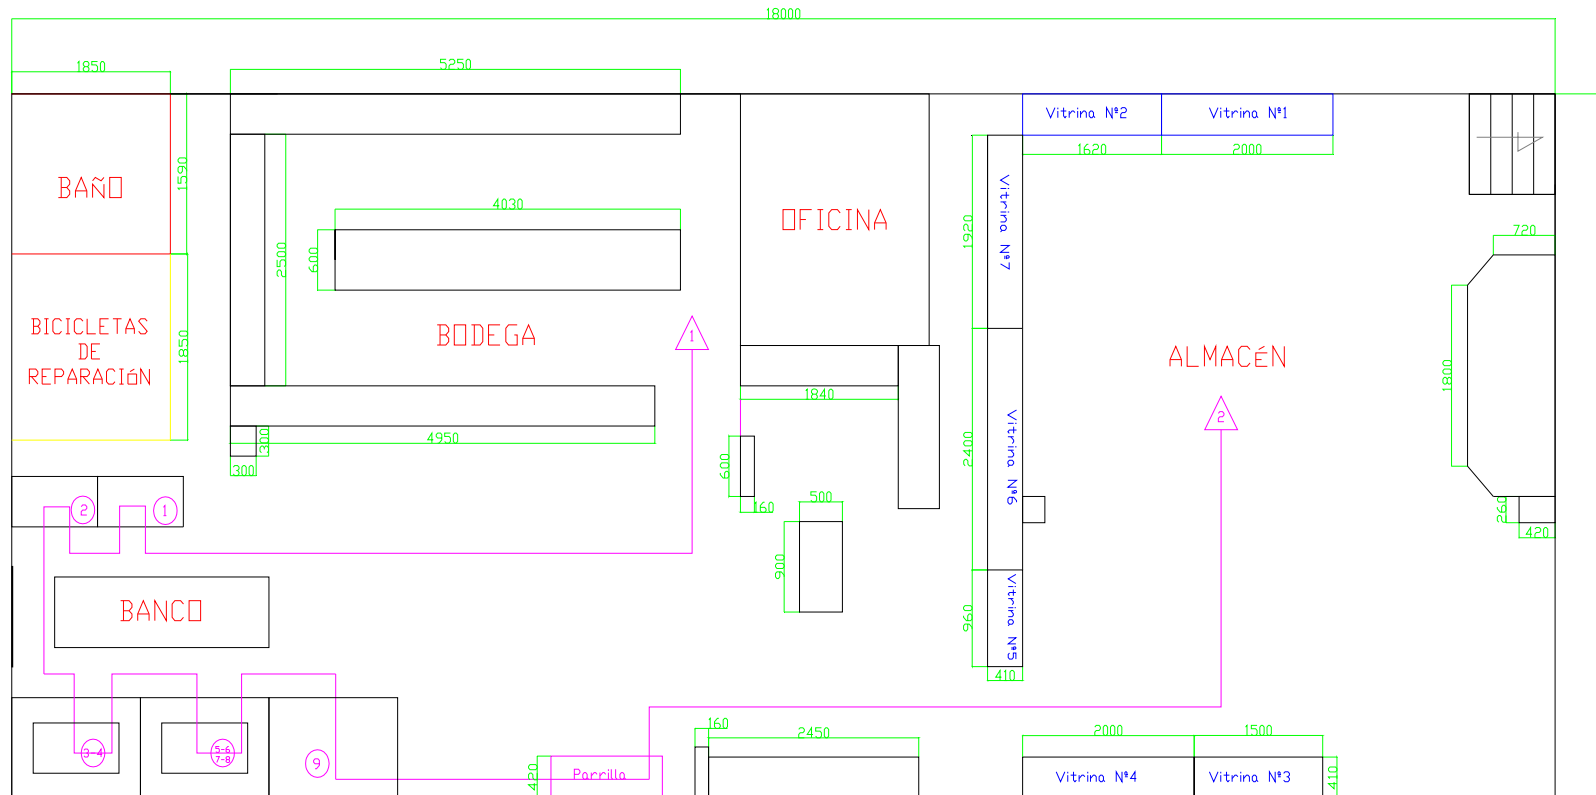 18000
1850
5250
Vitrina Nº2
Vitrina Nº1
1620
2000
BAÑO
1590
4030
600
2500
OFICINA
1920
Vitrina Nº7
720
BICICLETAS
DE
REPARACIóN
1850
BODEGA
1
ALMACÉN
1800
1840
2
300
4950
300
600
160
2400
Vitrina Nº6
500
260
420
2
1
900
BANCO
960
Vitrina Nº5
410
160
2450
2000
1500
3-4
5-6
7-8
9
420
Parrilla
Vitrina Nº4
Vitrina Nº3
410